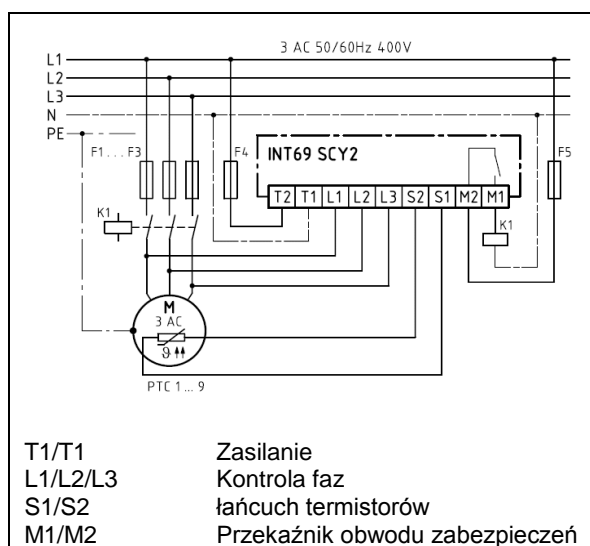 3 AC 50/60Hz 400V
L1
L2
L3
N
PE
F1...F3
F4
INT69 SCY2
F5
T2 T1 L1 L2 L3 S2 S1 M2 M1
K1
K1
M
3 AC
ϑ
PTC 1... 9
T1/T1 Zasilanie
L1/L2/L3 Kontrola faz
S1/S2 łańcuch termistorów
M1/M2 Przekaźnik obwodu zabezpieczeń